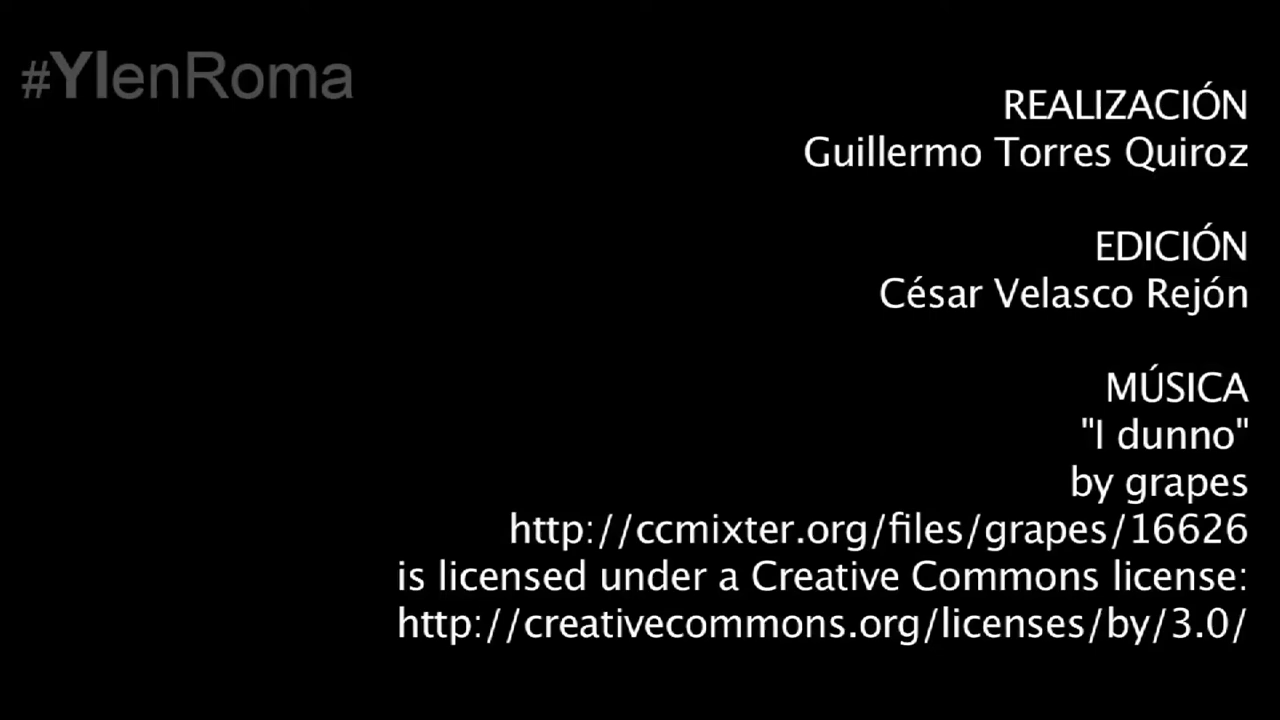 #YIenRoma
REALIZACIÓN
Guillermo Torres Quiroz
EDICIÓN
César Velasco Rejón
MÚSICA
"I dunno"
by grapes
http://ccmixter.org/files/grapes/16626
is licensed under a Creative Commons license:
http://creativecommons.org/licenses/by/3.0/